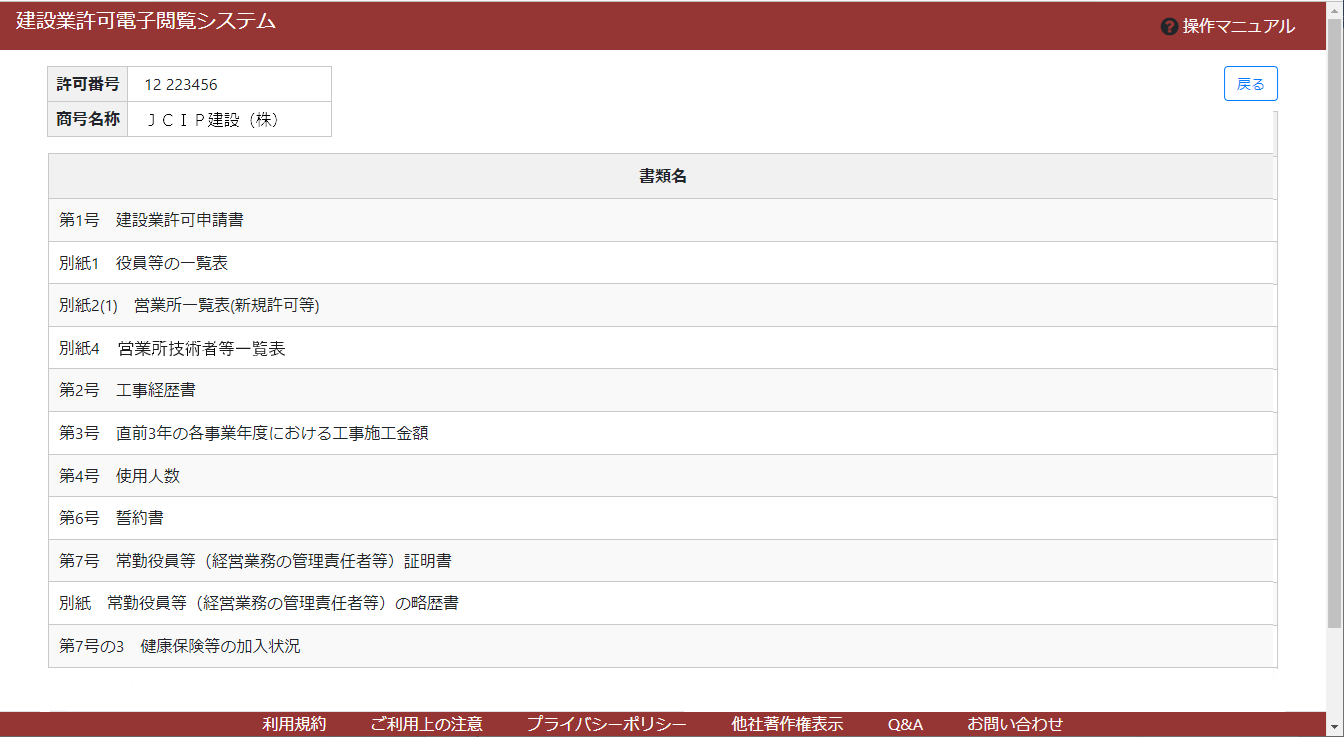 建設業許可電子閲覧システム
操作マニュアル
許可番号 12 223456
戻る
商号名称 ＪＣＩＰ建設（株）
書類名
第1号　建設業許可申請書
別紙1　役員等の一覧表
別紙2(1)　営業所一覧表(新規許可等)
別紙4　営業所技術者等一覧表
第2号　工事経歴書
第3号　直前3年の各事業年度における工事施工金額
第4号　使用人数
第6号　誓約書
第7号　常勤役員等（経営業務の管理責任者等）証明書
別紙　常勤役員等（経営業務の管理責任者等）の略歴書
第7号の3　健康保険等の加入状況
利用規約 ご利用上の注意 プライバシーポリシー 他社著作権表示 Q&A お問い合わせ